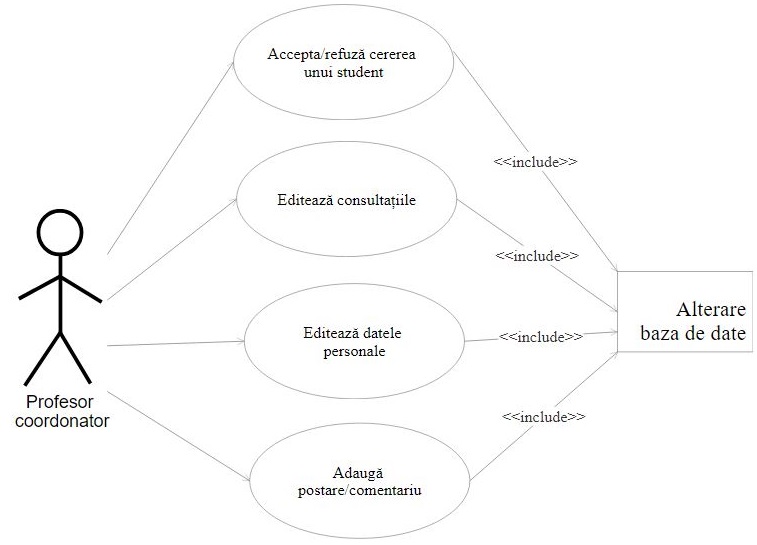 Accepta/refuză cererea
unui student
<<include>>
Editează consultațiile
<<include>>
Alterare
baza de date
Editează datele
personale
<<include>>
Profesor
coordonator
<<include>>
Adaugă
postare/comentariu